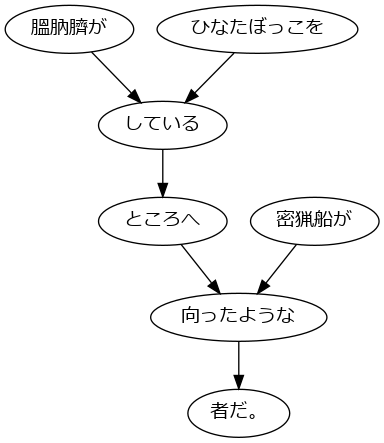 膃肭臍が
ひなたぼっこを
している
ところへ
密猟船が
向ったような
者だ。